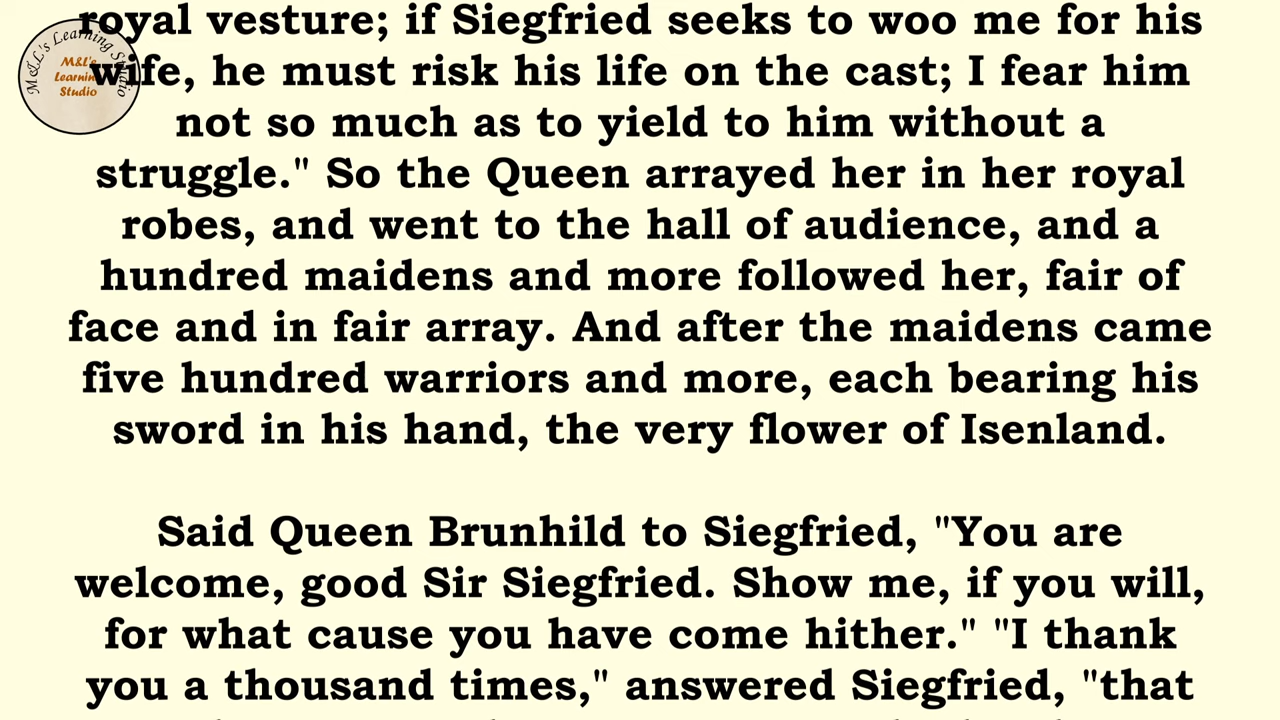 royal vesture; if Siegfried seeks to woo me for his
wife, he must risk his life on the cast; I fear him
not so much as to yield to him without a
struggle." So the Queen arrayed her in her royal
robes, and went to the hall of audience, and a
hundred maidens and more followed her, fair of
face and in fair array. And after the maidens came
five hundred warriors and more, each bearing his
sword in his hand, the very flower of Isenland.
Said Queen Brunhild to Siegfried, "You are
welcome, good Sir Siegfried. Show me, if you will,
for what cause you have come hither." "I thank
you a thousand times," answered Siegfried, "that
M&L's Learning Studio
M&L's
Learning
Studio